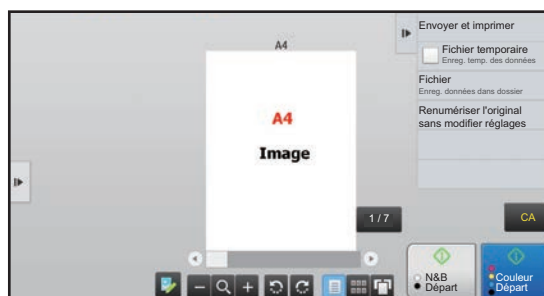 A4
A4
Image
1 / 7
Envoyer et imprimer
Fichier temporaire
Enreg. temp. des données
Fichier
Enreg. données dans dossier
Renumériser l'original
sans modifier réglages
CA
N&B
Départ
Couleur
Départ